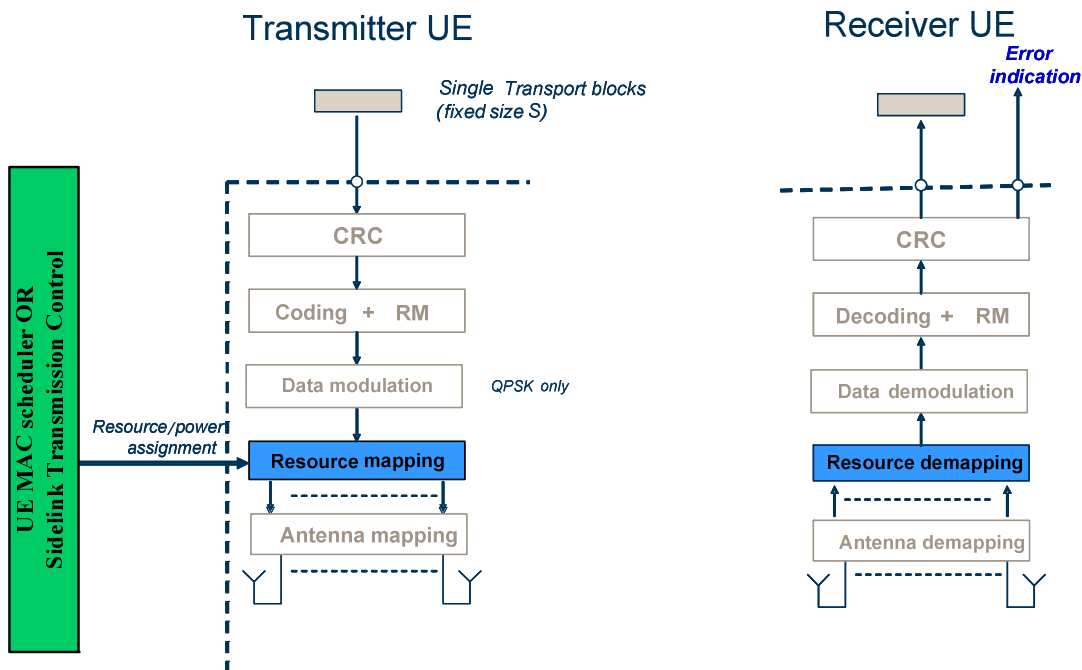 Transmitter UE
Receiver UE
Error
indication
Single Transport blocks
(fixed size S)
UE MAC scheduler OR
Sidelink Transmission Control
CRC
CRC
Coding + RM
Decoding + RM
Data modulation
QPSK only
Data demodulation
Resource/power
assignment
Resource mapping
Resource demapping
Antenna mapping
Antenna demapping